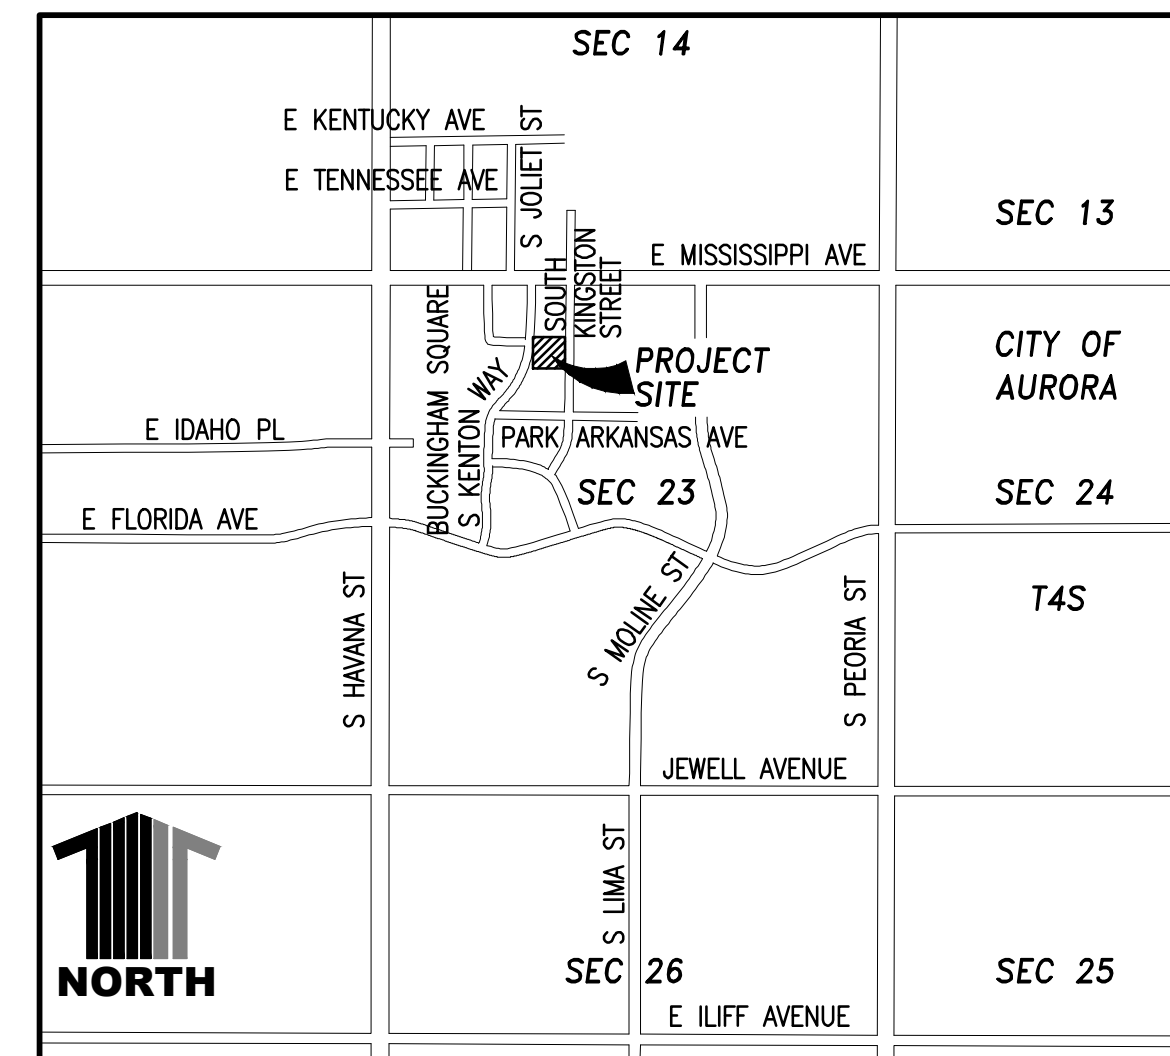 SEC 14
E KENTUCKY AVE
S JOLIET ST
E TENNESSEE AVE
SEC 13
E MISSISSIPPI AVE
SOUTH
KINGSTON
STREET
BUCKINGHAM SQUARE
S KENTON WAY
PROJECT
SITE
CITY OF
AURORA
E IDAHO PL
PARK ARKANSAS AVE
SEC 23
SEC 24
E FLORIDA AVE
S HAVANA ST
S MOLINE ST
S PEORIA ST
T4S
JEWELL AVENUE
S LIMA ST
NORTH
SEC 26
SEC 25
E ILIFF AVENUE